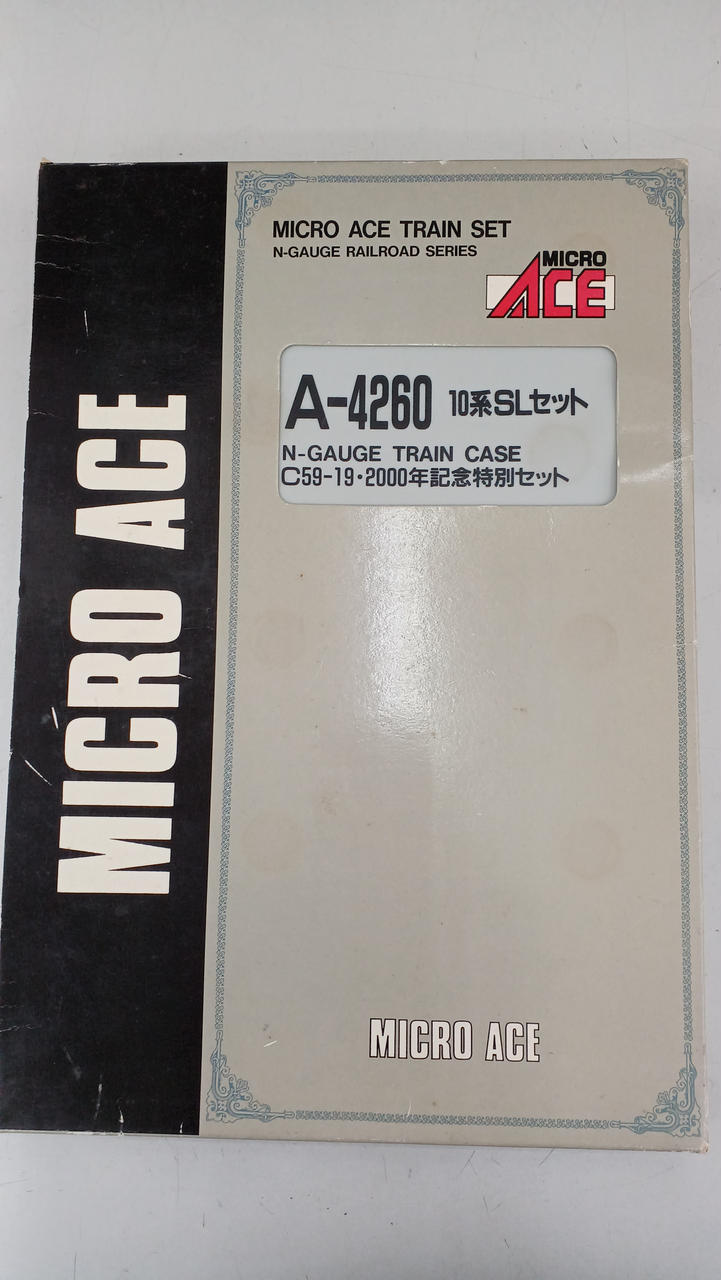 MICRO ACE
MICRO ACE TRAIN SET
N-GAUGE RAILROAD SERIES
MICRO
ACE
A-4260 10系SLセット
N-GAUGE TRAIN CASE
C59-19・2000年記念特別セット
MICRO ACE